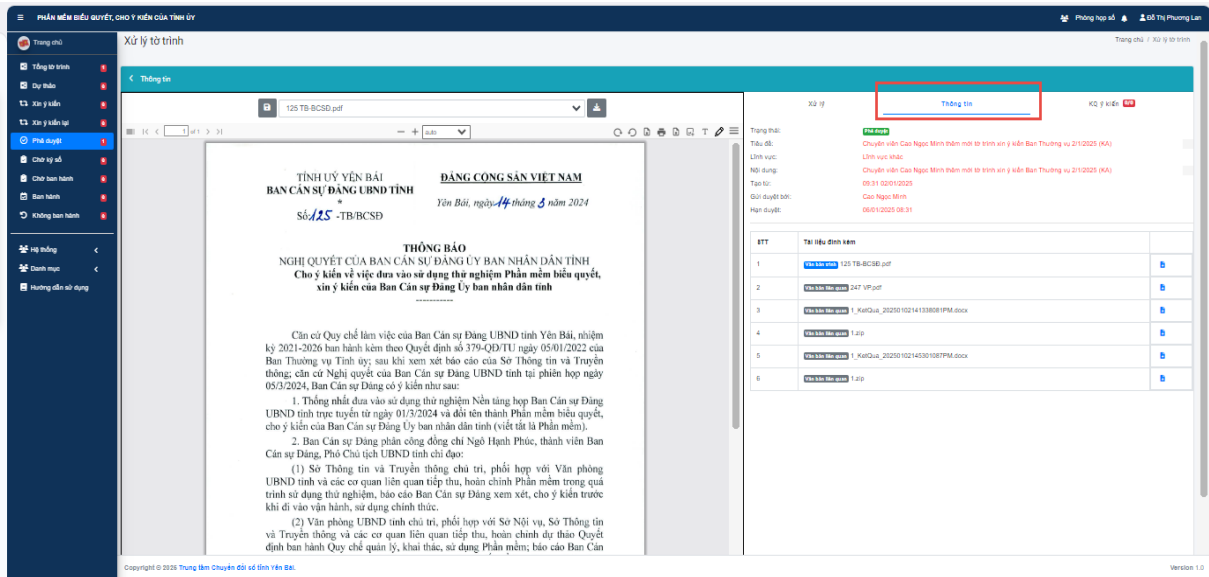 PHẦN MỀM BIỂU QUYẾT, CHO Ý KIẾN CỦA TỈNH ỦY
Phòng họp số
Đỗ Thị Phương Lan
Trang chủ
Xử lý tờ trình
Trang chủ / Xử lý tờ trình
Tổng tờ trình
Dự thảo
Xin ý kiến
Xin ý kiến lại
Phê duyệt
Chờ ký số
Chờ ban hành
Ban hành
Không ban hành
Hệ thống
Danh mục
Hướng dẫn sử dụng
Thông tin
125 TB-BCSĐ.pdf
1 of 1
auto
TỈNH UỶ YÊN BÁI
BAN CÁN SỰ ĐẢNG UBND TỈNH
*
Số:125 -TB/BCSĐ
ĐẢNG CỘNG SẢN VIỆT NAM
Yên Bái, ngày 14 tháng 3 năm 2024
THÔNG BÁO
NGHỊ QUYẾT CỦA BAN CÁN SỰ ĐẢNG ỦY BAN NHÂN DÂN TỈNH
Cho ý kiến về việc đưa vào sử dụng thử nghiệm Phần mềm biểu quyết,
xin ý kiến của Ban Cán sự Đảng Ủy ban nhân dân tỉnh
-----------
Căn cứ Quy chế làm việc của Ban Cán sự Đảng UBND tỉnh Yên Bái, nhiệm
kỳ 2021-2026 ban hành kèm theo Quyết định số 379-QĐ/TU ngày 05/01/2022 của
Ban Thường vụ Tỉnh ủy; sau khi xem xét báo cáo của Sở Thông tin và Truyền
thông; căn cứ Nghị quyết của Ban Cán sự Đảng UBND tỉnh tại phiên họp ngày
05/3/2024, Ban Cán sự Đảng có ý kiến như sau:
1. Thống nhất đưa vào sử dụng thử nghiệm Nền tảng họp Ban Cán sự Đảng
UBND tỉnh trực tuyến từ ngày 01/3/2024 và đổi tên thành Phần mềm biểu quyết,
cho ý kiến của Ban Cán sự Đảng Ủy ban nhân dân tỉnh (viết tắt là Phần mềm).
2. Ban Cán sự Đảng phân công đồng chí Ngô Hạnh Phúc, thành viên Ban
Cán sự Đảng, Phó Chủ tịch UBND tỉnh chỉ đạo:
(1) Sở Thông tin và Truyền thông chủ trì, phối hợp với Văn phòng
UBND tỉnh và các cơ quan liên quan tiếp thu, hoàn chỉnh Phần mềm trong quá
trình sử dụng thử nghiệm, báo cáo Ban Cán sự Đảng xem xét, cho ý kiến trước
khi đi vào vận hành, sử dụng chính thức.
(2) Văn phòng UBND tỉnh chủ trì, phối hợp với Sở Nội vụ, Sở Thông tin
và Truyền thông và các cơ quan liên quan tiếp thu, hoàn chỉnh dự thảo Quyết
định ban hành Quy chế quản lý, khai thác, sử dụng Phần mềm; báo cáo Ban Cán
Xử lý
Thông tin
KQ ý kiến
Trạng thái: Phê duyệt
Tiêu đề: Chuyên viên Cao Ngọc Minh thêm mới tờ trình xin ý kiến Ban Thường vụ 2/1/2025 (KA)
Lĩnh vực: Lĩnh vực khác
Nội dung: Chuyên viên Cao Ngọc Minh thêm mới tờ trình xin ý kiến Ban Thường vụ 2/1/2025 (KA)
Tạo từ: 09:31 02/01/2025
Gửi duyệt bởi: Cao Ngọc Minh
Hạn duyệt: 06/01/2025 08:31
STT Tài liệu đính kèm
1 Văn bản trình 125 TB-BCSĐ.pdf
2 Văn bản liên quan 247 VP.pdf
3 Văn bản liên quan 1_KetQua_20250102141338081PM.docx
4 Văn bản liên quan 1.zip
5 Văn bản liên quan 1_KetQua_20250102145301087PM.docx
6 Văn bản liên quan 1.zip
Copyright © 2025 Trung tâm Chuyển đổi số tỉnh Yên Bái.
Version 1.0